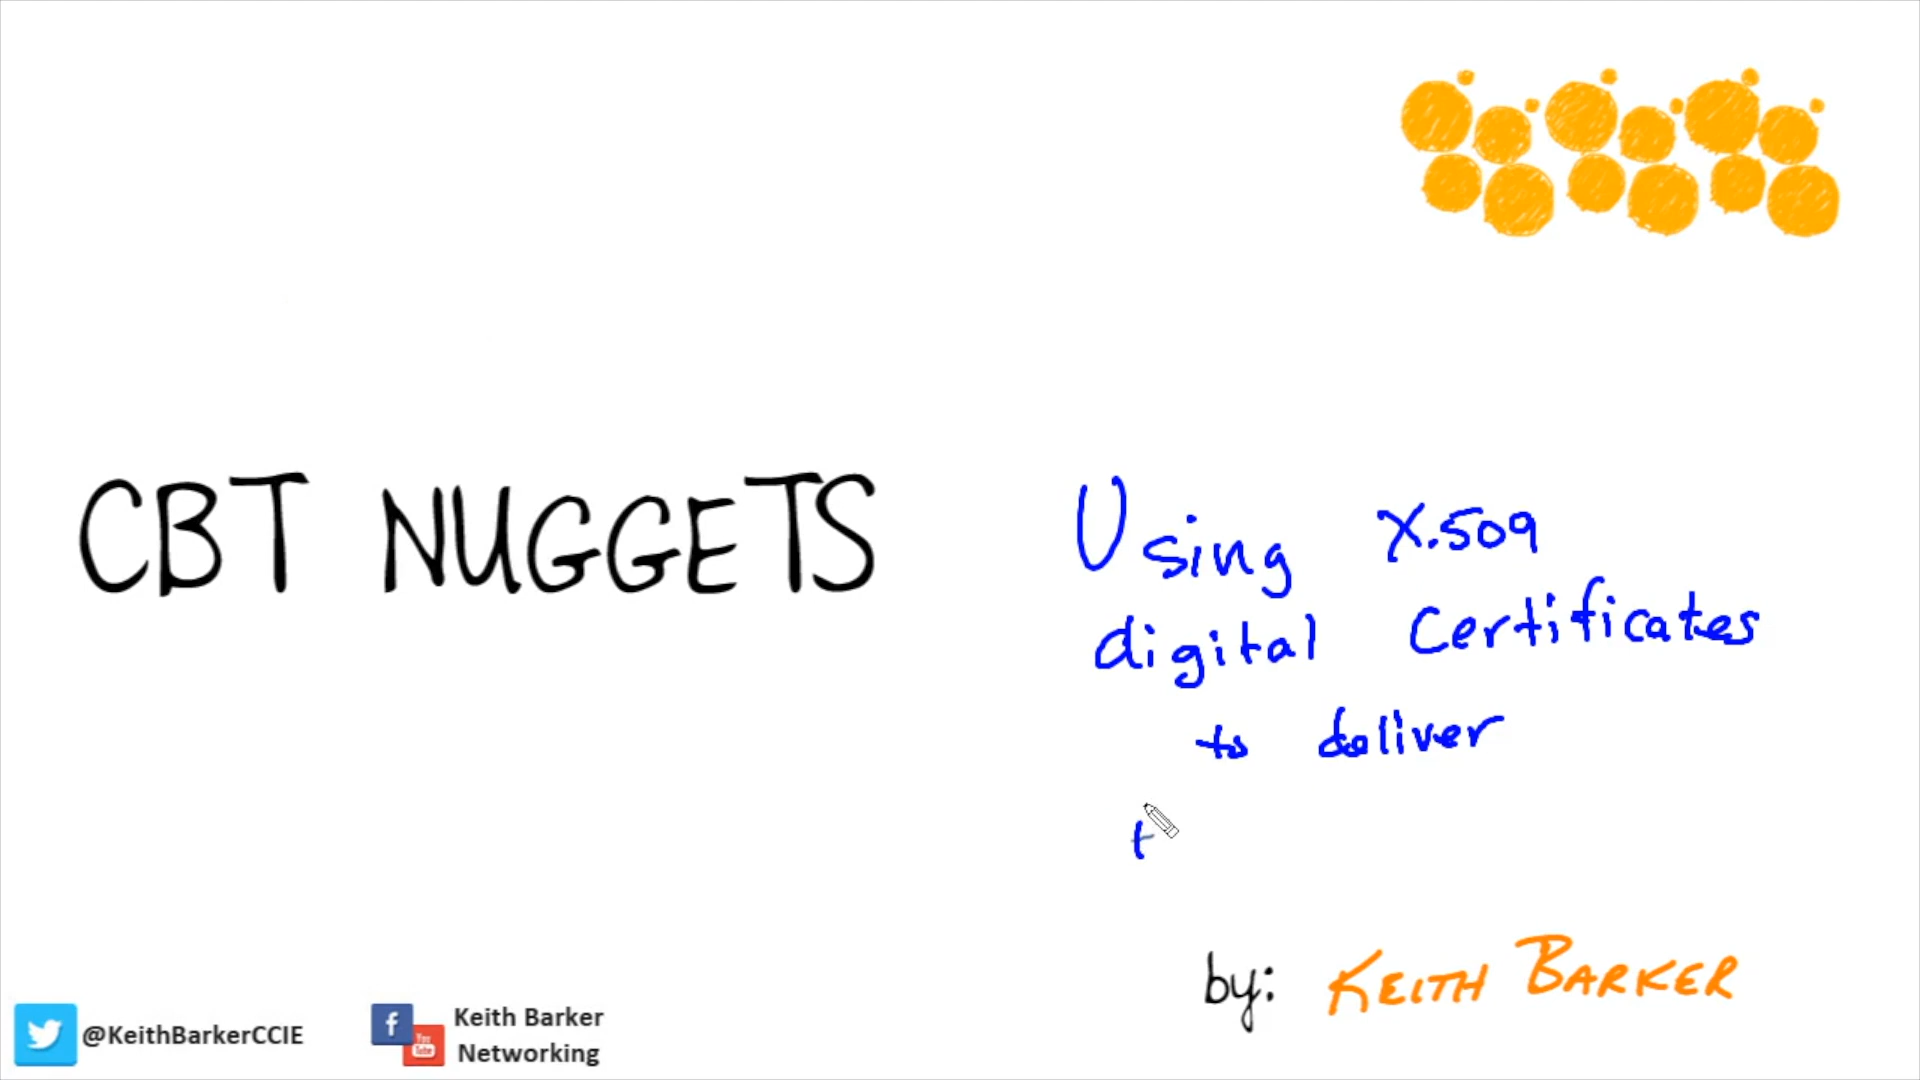 CBT NUGGETS
Using X.509
digital Certificates
to deliver
by: KEITH BARKER
@KeithBarkerCCIE
Keith Barker
Networking